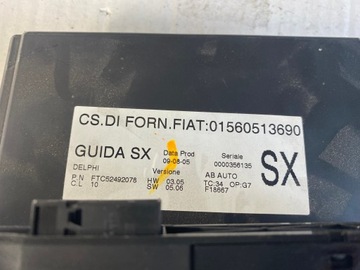 CS.DI FORN.FIAT:01560513690
GUIDA SX
Data Prod
09-08-05
Seriale
0000356135
SX
DELPHI
Versione
AB AUTO
P.N FTC52492078
HW 03.05
TC:34 OP:G7
C.L 10
SW 05.06
F18667